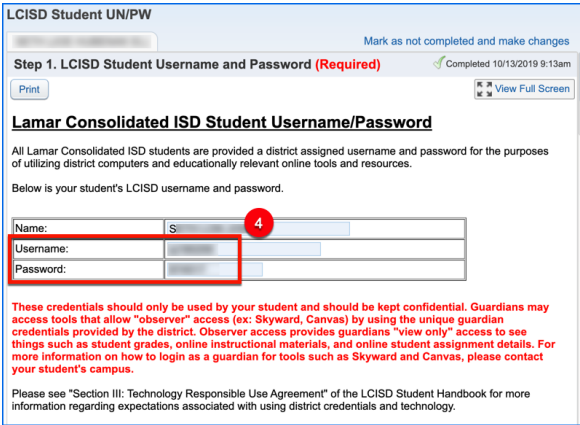 LCISD Student UN/PW
Mark as not completed and make changes
Step 1. LCISD Student Username and Password (Required)
Completed 10/13/2019 9:13am
Print
View Full Screen
Lamar Consolidated ISD Student Username/Password
All Lamar Consolidated ISD students are provided a district assigned username and password for the purposes
of utilizing district computers and educationally relevant online tools and resources.
Below is your student's LCISD username and password.
Name: S
4
Username:
Password:
These credentials should only be used by your student and should be kept confidential. Guardians may
access tools that allow "observer" access (ex: Skyward, Canvas) by using the unique guardian
credentials provided by the district. Observer access provides guardians "view only" access to see
things such as student grades, online instructional materials, and online student assignment details. For
more information on how to login as a guardian for tools such as Skyward and Canvas, please contact
your student's campus.
Please see "Section III: Technology Responsible Use Agreement" of the LCISD Student Handbook for more
information regarding expectations associated with using district credentials and technology.